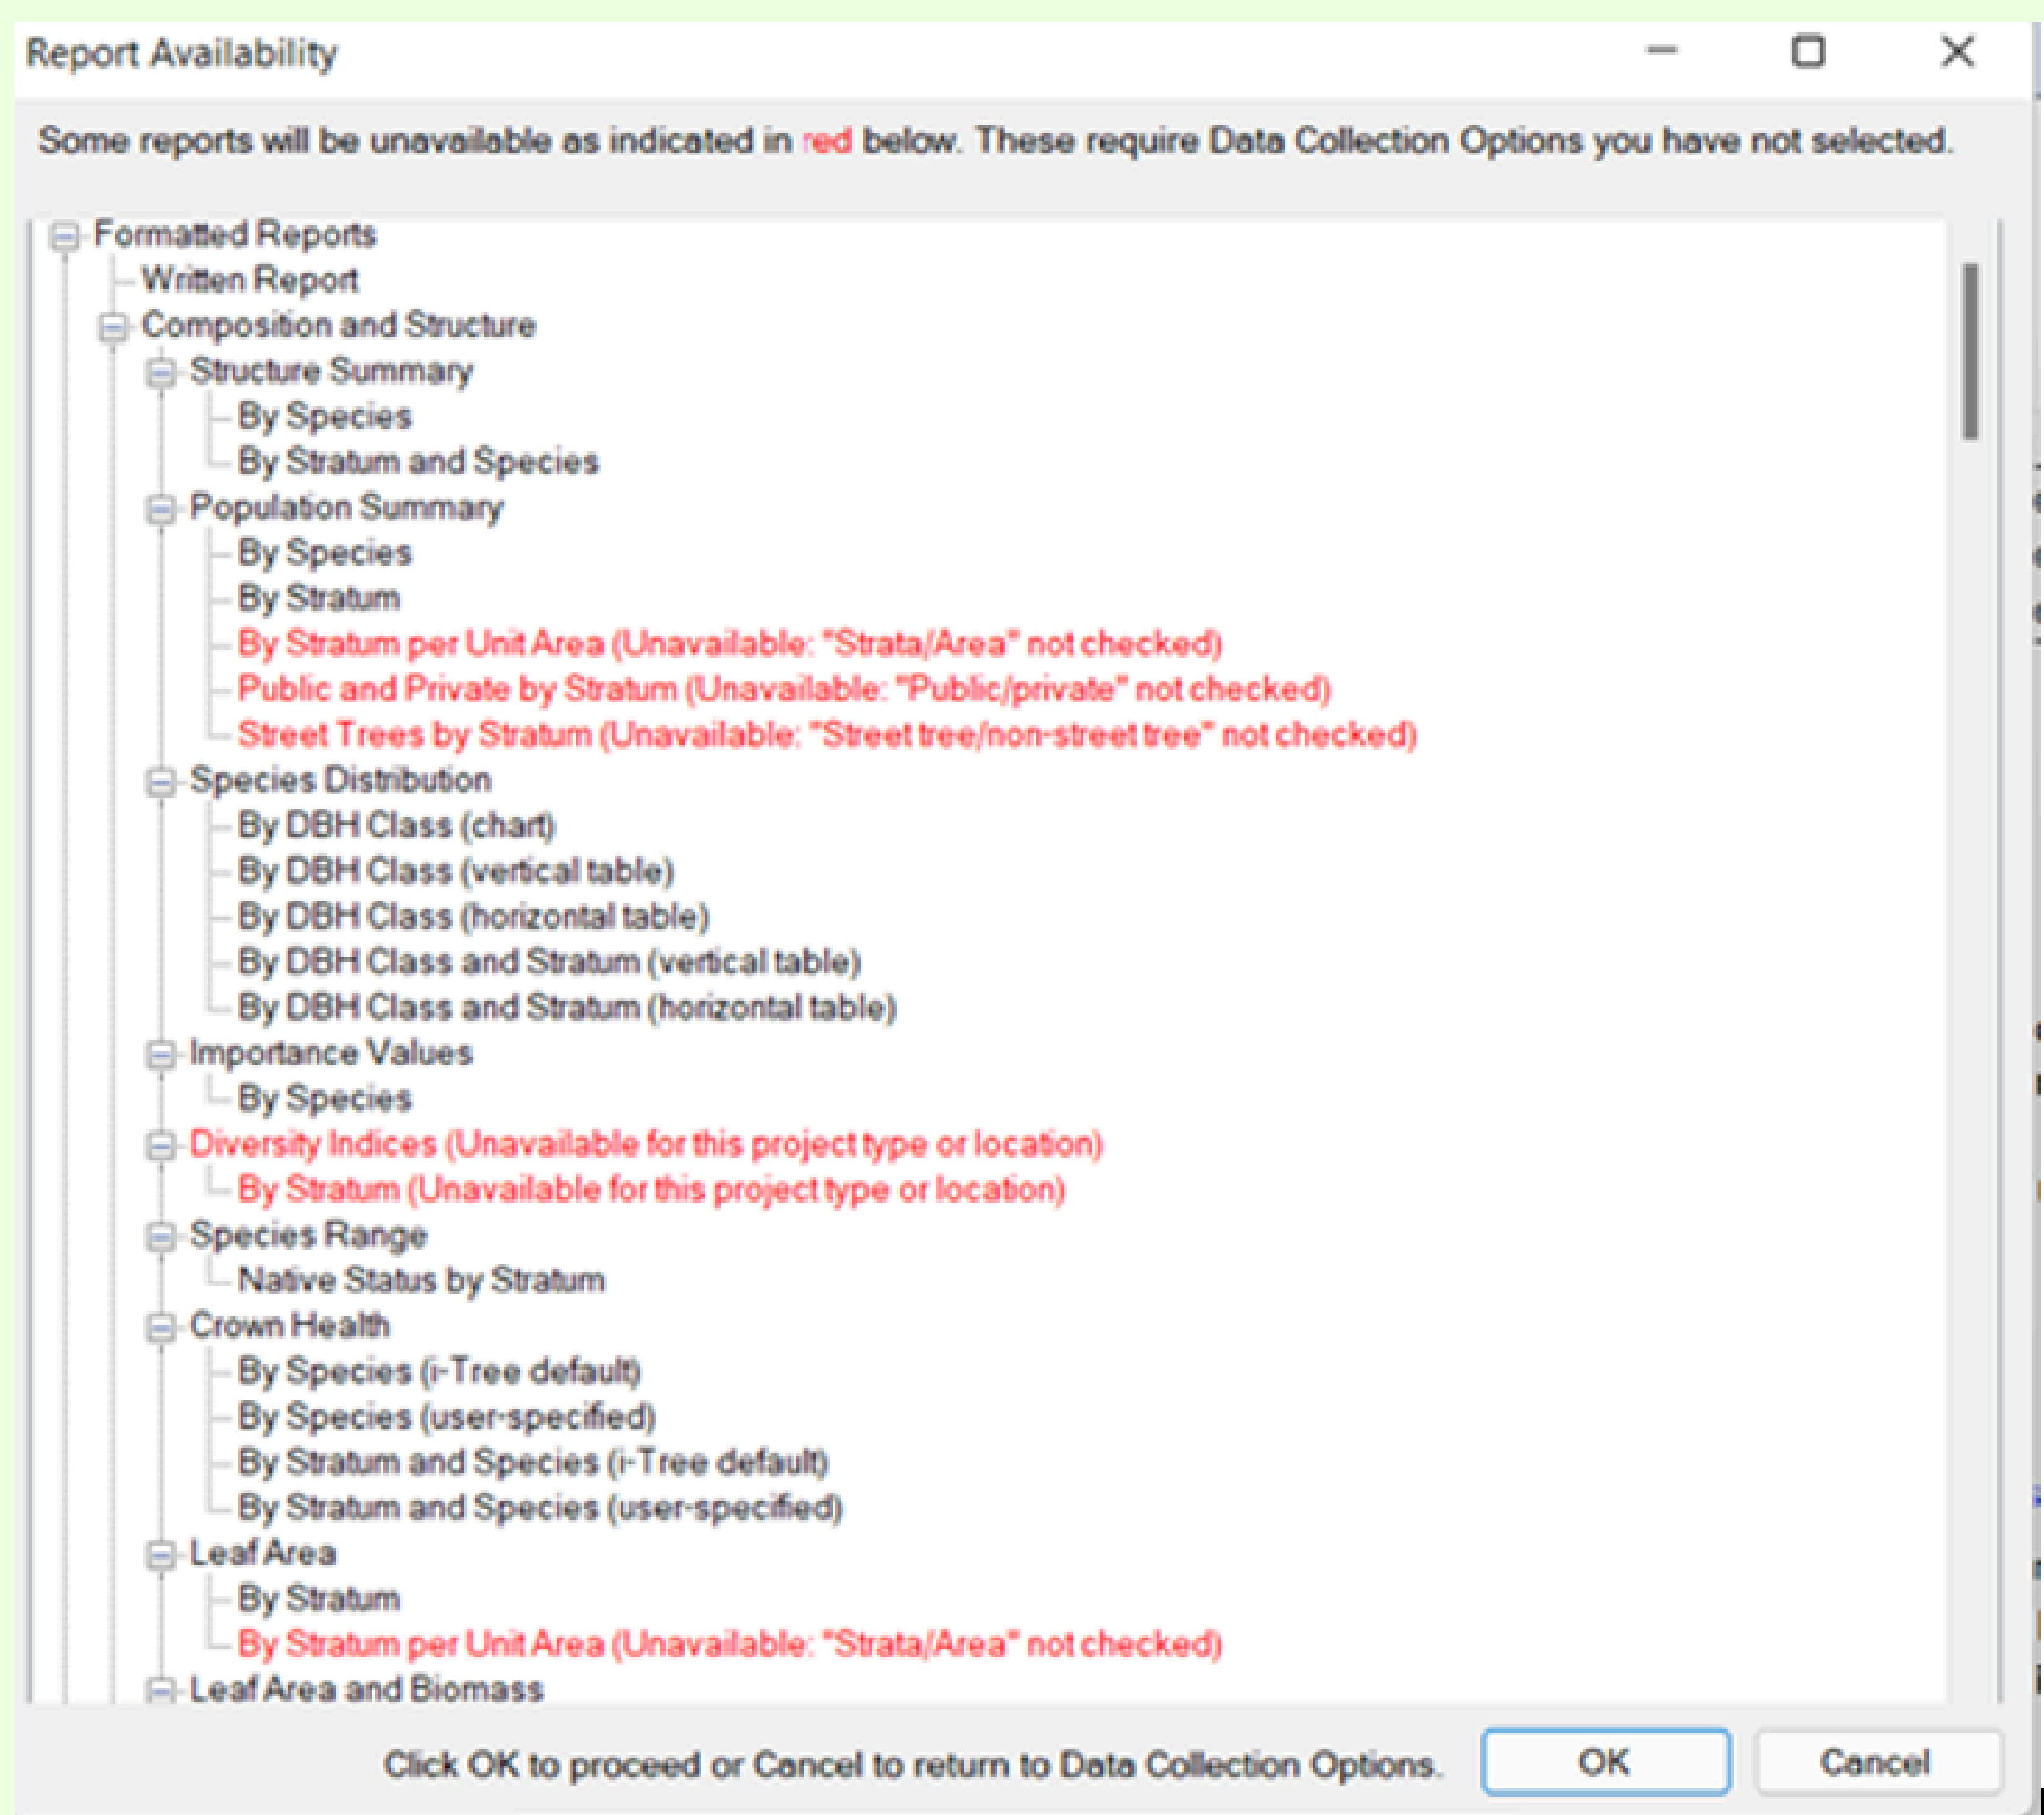 Report Availability
Some reports will be unavailable as indicated in red below. These require Data Collection Options you have not selected.
Formatted Reports
Written Report
Composition and Structure
Structure Summary
By Species
By Stratum and Species
Population Summary
By Species
By Stratum
By Stratum per Unit Area (Unavailable: "Strata/Area" not checked)
Public and Private by Stratum (Unavailable: "Public/private" not checked)
Street Trees by Stratum (Unavailable: "Street tree/non-street tree" not checked)
Species Distribution
By DBH Class (chart)
By DBH Class (vertical table)
By DBH Class (horizontal table)
By DBH Class and Stratum (vertical table)
By DBH Class and Stratum (horizontal table)
Importance Values
By Species
Diversity Indices (Unavailable for this project type or location)
By Stratum (Unavailable for this project type or location)
Species Range
Native Status by Stratum
Crown Health
By Species (i-Tree default)
By Species (user-specified)
By Stratum and Species (i-Tree default)
By Stratum and Species (user-specified)
Leaf Area
By Stratum
By Stratum per Unit Area (Unavailable: "Strata/Area" not checked)
Leaf Area and Biomass
Click OK to proceed or Cancel to return to Data Collection Options.
OK
Cancel